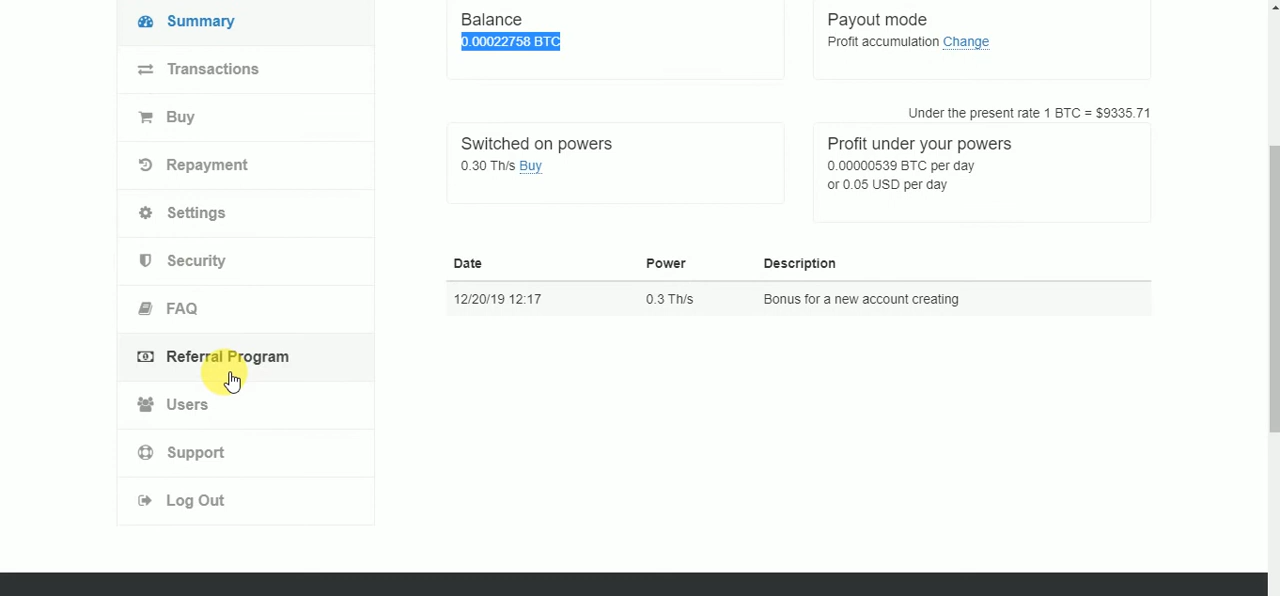 Summary
Transactions
Buy
Repayment
Settings
Security
FAQ
Referral Program
Users
Support
Log Out
Balance
0.00022758 BTC
Payout mode
Profit accumulation Change
Under the present rate 1 BTC = $9335.71
Switched on powers
0.30 Th/s Buy
Profit under your powers
0.00000539 BTC per day
or 0.05 USD per day
Date Power Description
12/20/19 12:17 0.3 Th/s Bonus for a new account creating